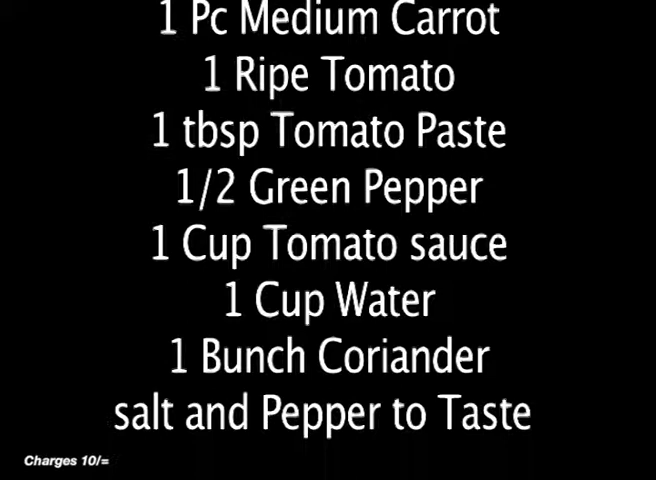 1 Pc Medium Carrot
1 Ripe Tomato
1 tbsp Tomato Paste
1/2 Green Pepper
1 Cup Tomato sauce
1 Cup Water
1 Bunch Coriander
salt and Pepper to Taste
Charges 10/=